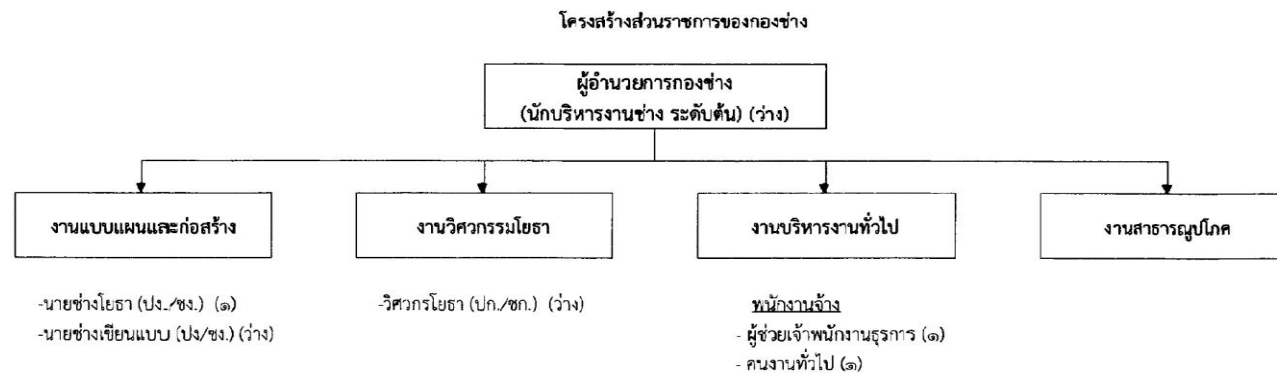 โครงสร้างส่วนราชการของกองช่าง
ผู้อำนวยการกองช่าง
(นักบริหารงานช่าง ระดับต้น) (ว่าง)
งานแบบแผนและก่อสร้าง
งานวิศวกรรมโยธา
งานบริหารงานทั่วไป
งานสาธารณูปโภค
-นายช่างโยธา (ปง./ชง.) (๑)
-นายช่างเขียนแบบ (ปง/ชง.) (ว่าง)
-วิศวกรโยธา (ปก./ชก.) (ว่าง)
พนักงานจ้าง
- ผู้ช่วยเจ้าพนักงานธุรการ (๑)
- คนงานทั่วไป (๑)